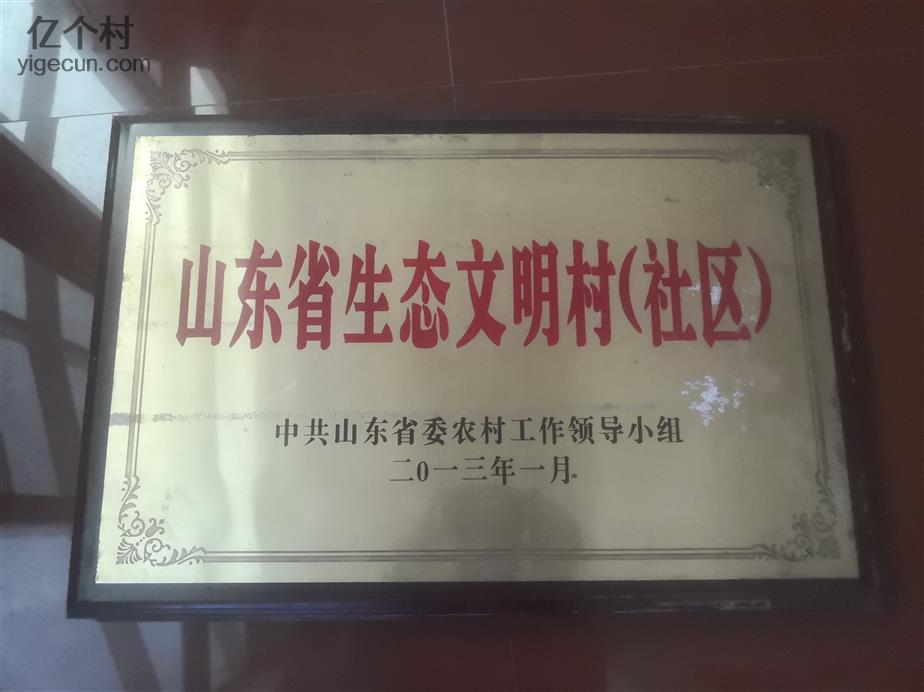 亿个村
yigecun.com
山东省生态文明村(社区)
中共山东省委农村工作领导小组
二0一三年一月